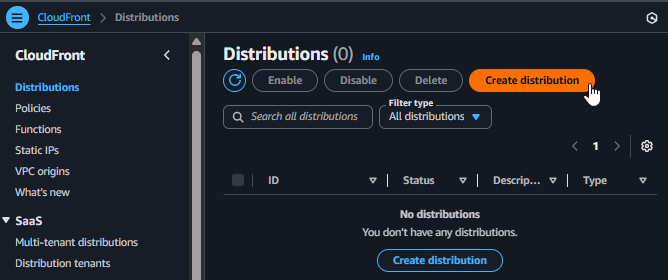 CloudFront > Distributions
CloudFront
Distributions
Policies
Functions
Static IPs
VPC origins
What's new
SaaS
Multi-tenant distributions
Distribution tenants
Distributions (0) Info
Enable Disable Delete Create distribution
Filter type
Search all distributions All distributions
1
ID Status Descrip... Type
No distributions
You don't have any distributions.
Create distribution